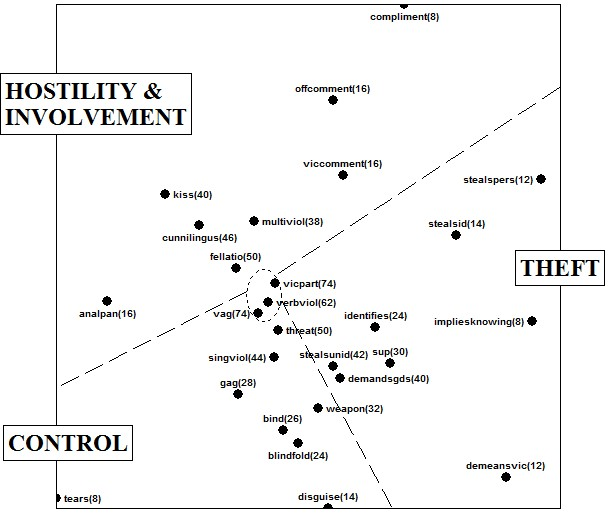 compliment(8)
HOSTILITY &
INVOLVEMENT
offcomment(16)
viccomment(16)
stealspers(12)
kiss(40)
multiviol(38)
stealsid(14)
cunnilingus(46)
fellatio(50)
THEFT
vicpart(74)
verbviol(62)
analpan(16)
vag(74)
identifies(24)
impliesknowing(8)
threat(50)
singviol(44)
stealsunid(42)
sup(30)
demandsgds(40)
gag(28)
weapon(32)
bind(26)
CONTROL
blindfold(24)
demeansvic(12)
tears(8)
disguise(14)